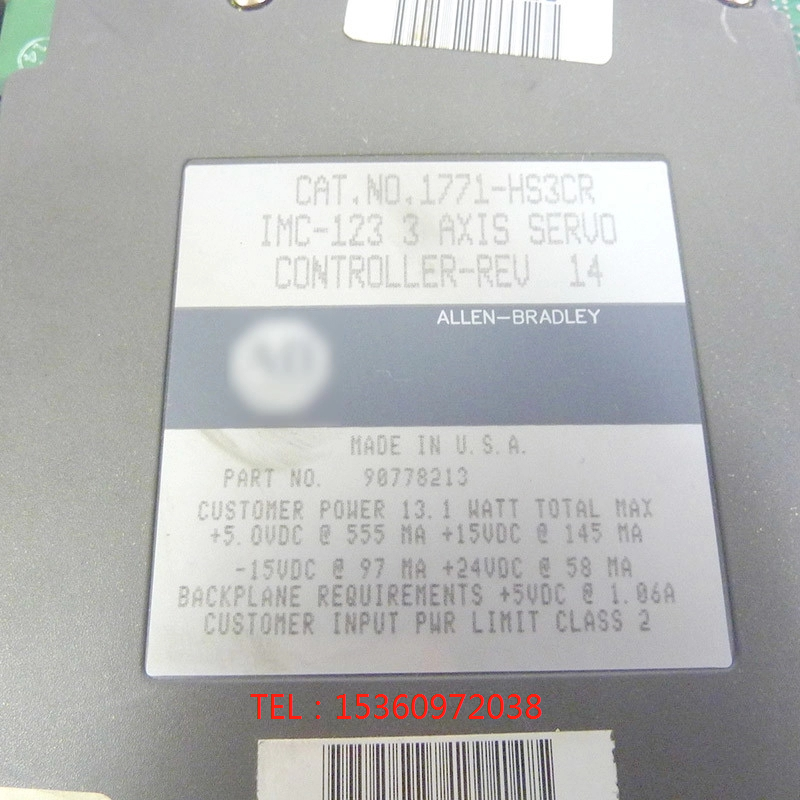 CAT.NO.1771-HS3CR
IMC-123 3 AXIS SERVO
CONTROLLER-REV 14
ALLEN-BRADLEY
MADE IN U.S.A.
PART NO. 90778213
CUSTOMER POWER 13.1 WATT TOTAL MAX
+5.0VDC @ 555 MA +15VDC @ 145 MA
-15VDC @ 97 MA +24VDC @ 58 MA
BACKPLANE REQUIREMENTS +5VDC @ 1.06A
CUSTOMER INPUT PWR LIMIT CLASS 2
TEL：15360972038